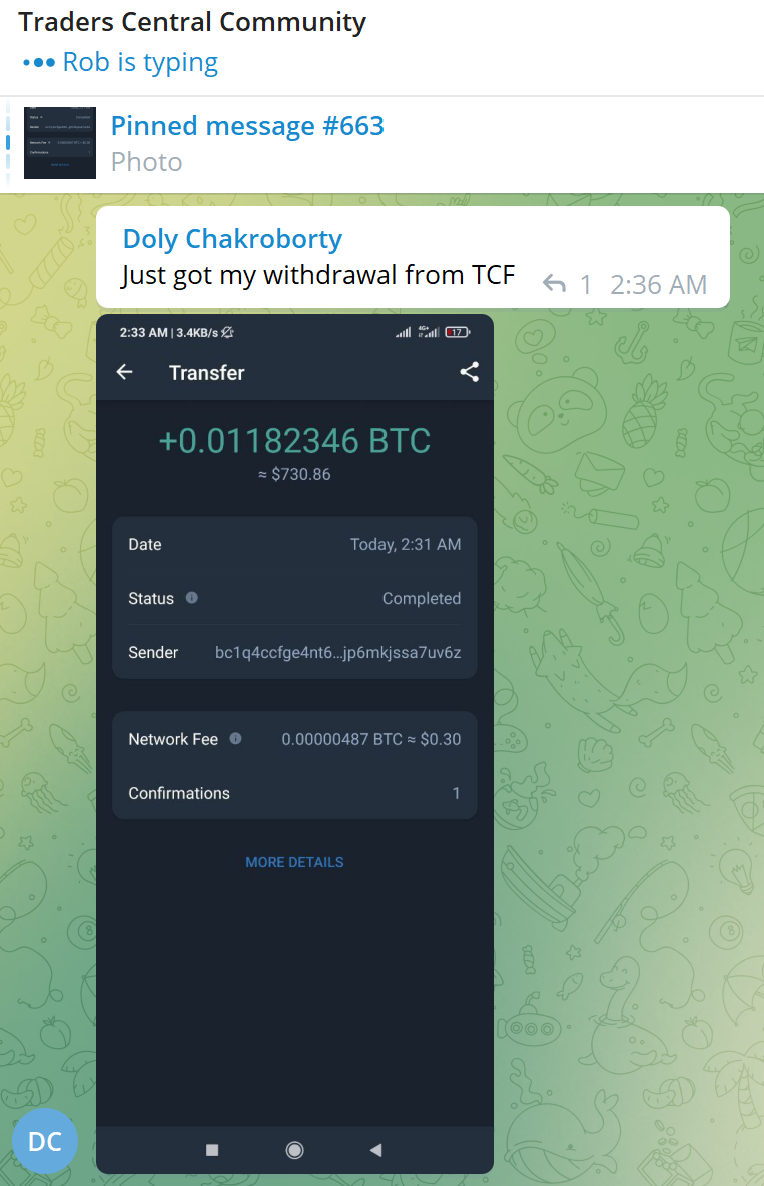 Traders Central Community
Rob is typing
Pinned message #663
Photo
Doly Chakroborty
Just got my withdrawal from TCF 1 2:36 AM
2:33 AM | 3.4KB/s 4G+ 17
Transfer
+0.01182346 BTC
≈ $730.86
Date Today, 2:31 AM
Status Completed
Sender bc1q4ccfge4nt6...jp6mkjssa7uv6z
Network Fee 0.00000487 BTC ≈ $0.30
Confirmations 1
MORE DETAILS
DC